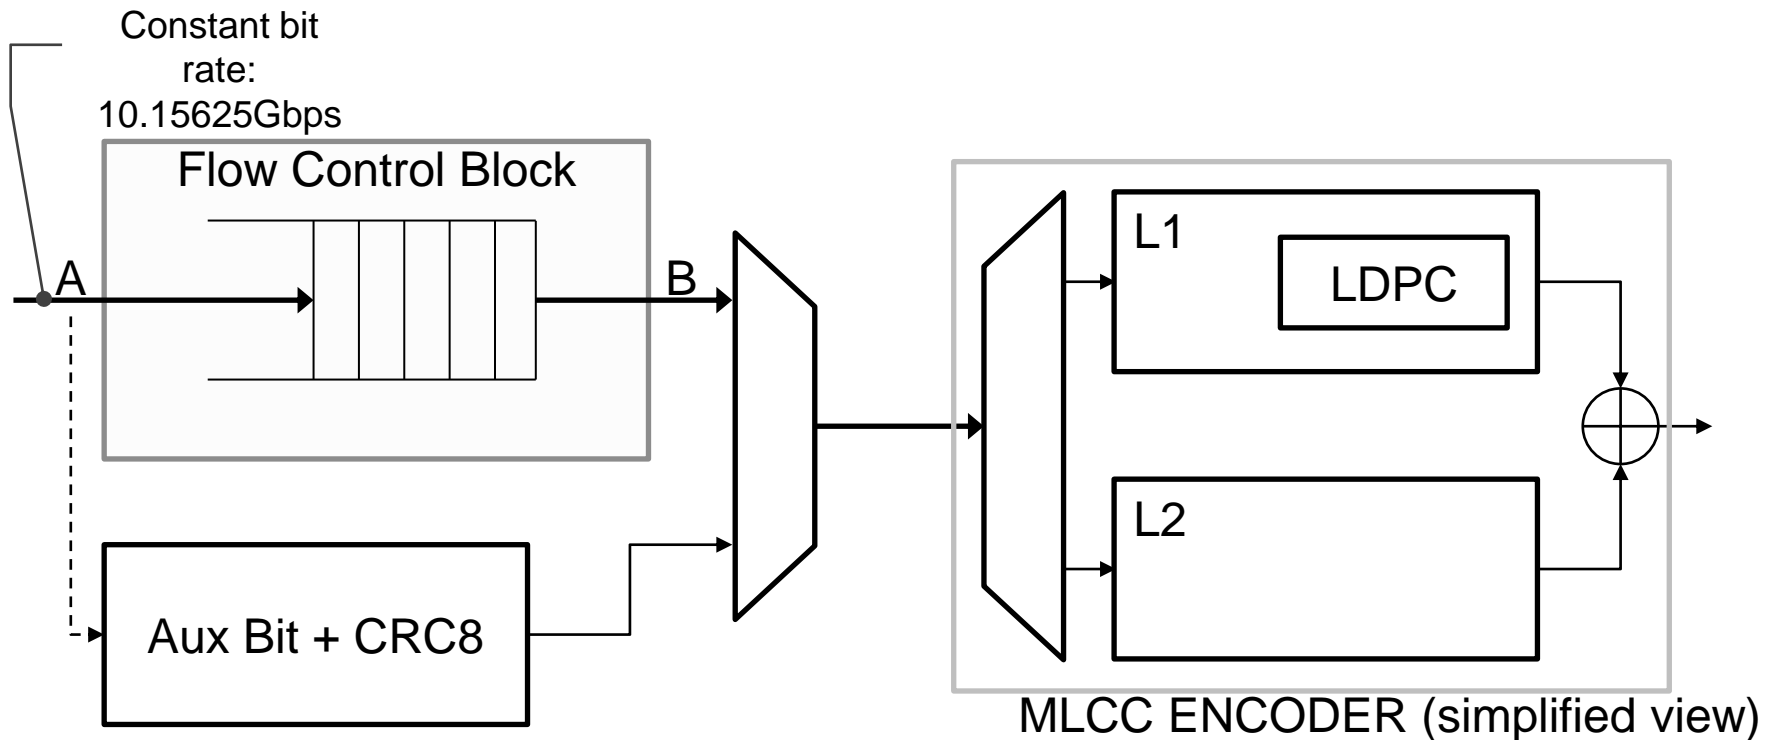 Constant bit
rate:
10.15625Gbps
Flow Control Block
A
B
L1
LDPC
L2
Aux Bit + CRC8
MLCC ENCODER (simplified view)